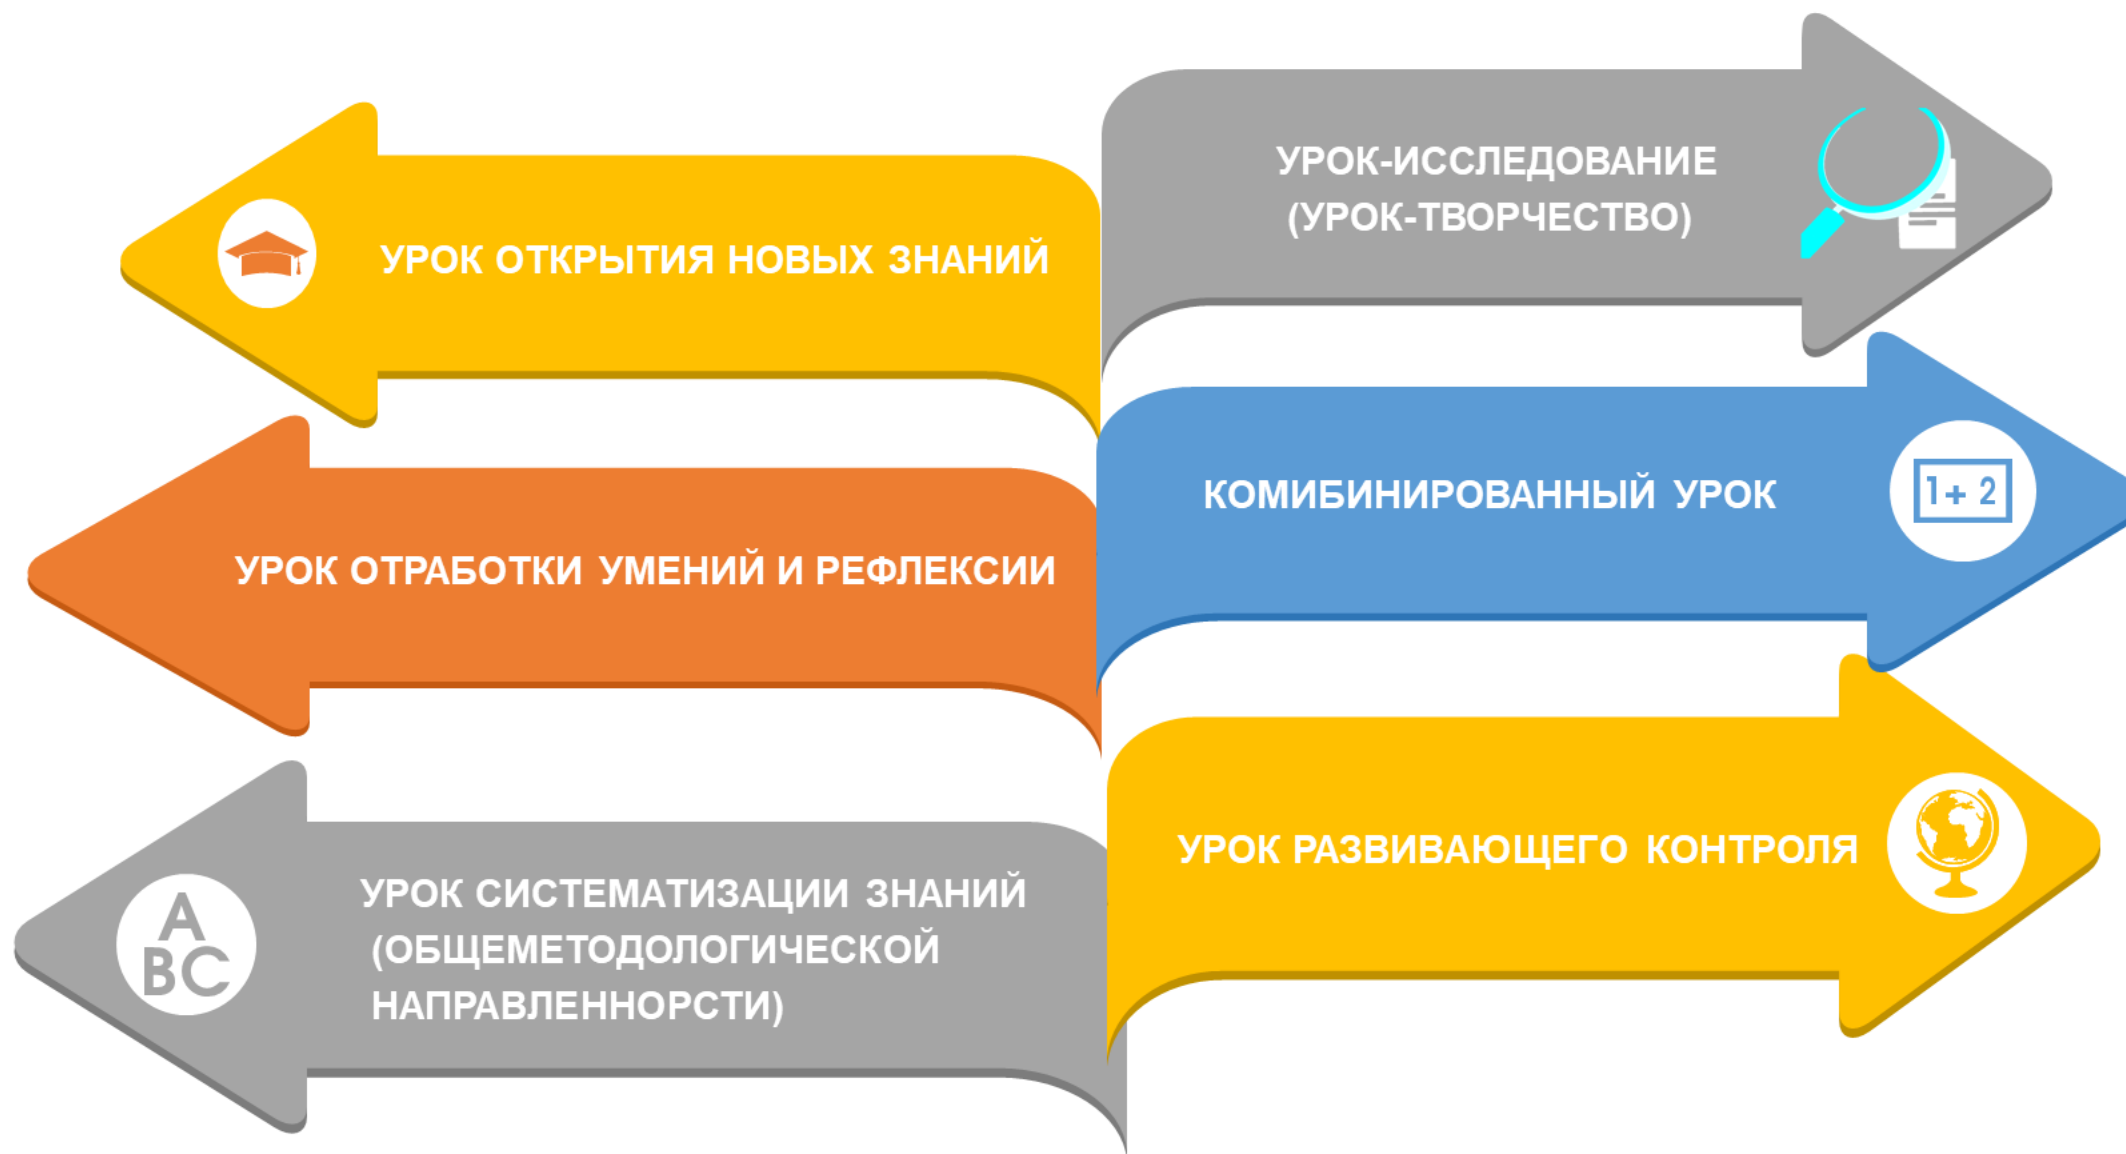 УРОК ОТКРЫТИЯ НОВЫХ ЗНАНИЙ
УРОК-ИССЛЕДОВАНИЕ
(УРОК-ТВОРЧЕСТВО)
УРОК ОТРАБОТКИ УМЕНИЙ И РЕФЛЕКСИИ
КОМИБИНИРОВАННЫЙ УРОК
1+ 2
УРОК СИСТЕМАТИЗАЦИИ ЗНАНИЙ
(ОБЩЕМЕТОДОЛОГИЧЕСКОЙ
НАПРАВЛЕННОРСТИ)
A
BC
УРОК РАЗВИВАЮЩЕГО КОНТРОЛЯ